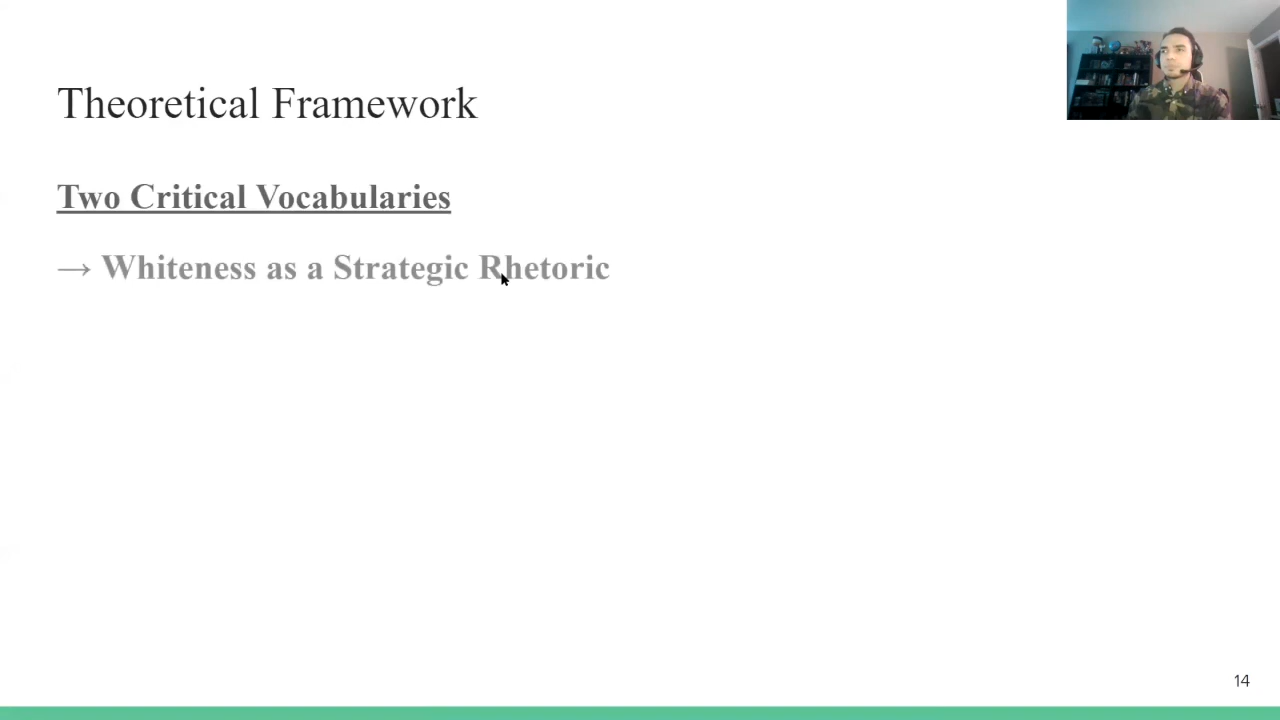 Theoretical Framework
Two Critical Vocabularies
→ Whiteness as a Strategic Rhetoric
14